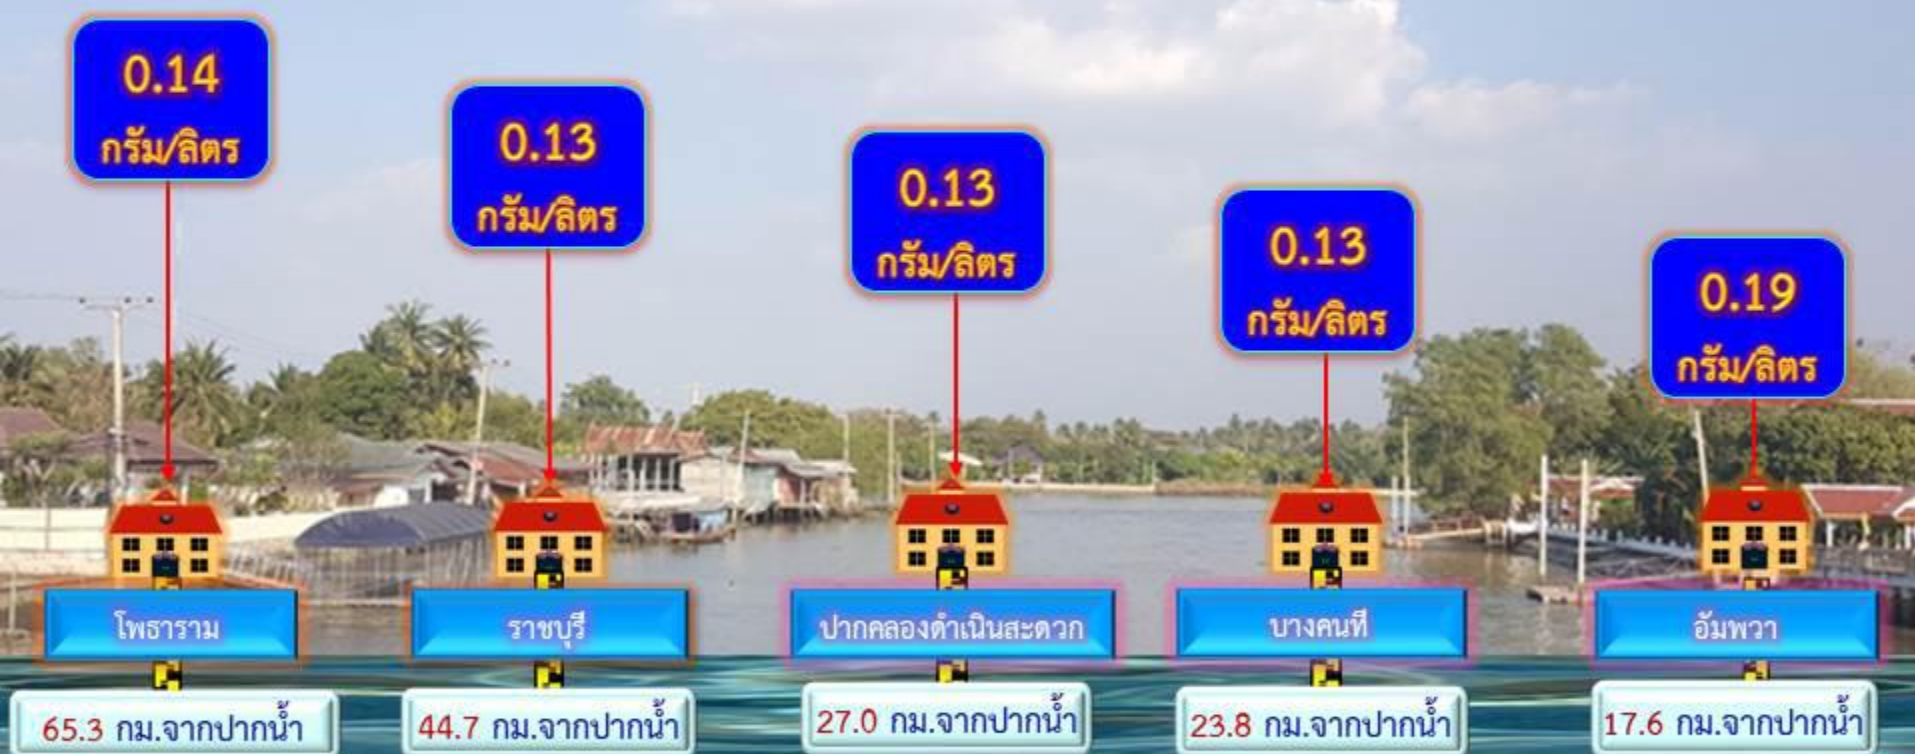 0.14
กรัม/ลิตร
0.13
กรัม/ลิตร
0.13
กรัม/ลิตร
0.13
กรัม/ลิตร
0.19
กรัม/ลิตร
โพธาราม
ราชบุรี
ปากคลองดำเนินสะดวก
บางคนที
อัมพวา
65.3 กม.จากปากน้ำ
44.7 กม.จากปากน้ำ
27.0 กม.จากปากน้ำ
23.8 กม.จากปากน้ำ
17.6 กม.จากปากน้ำ